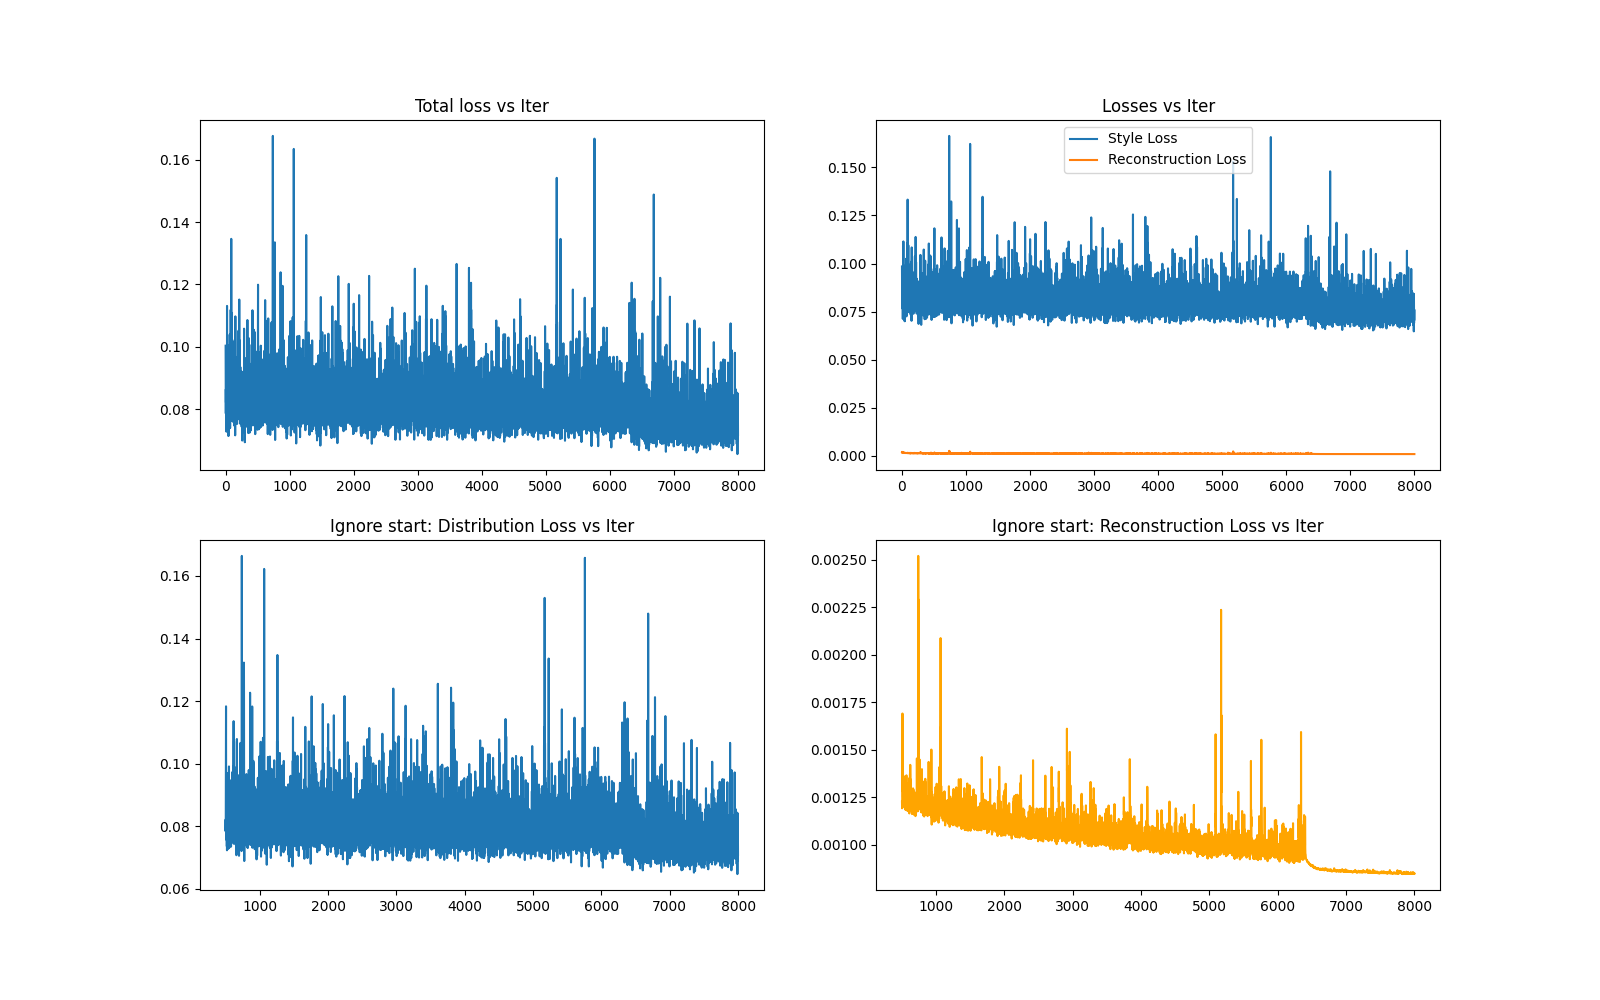 Total loss vs Iter
0.16
0.14
0.12
0.10
0.08
0 1000 2000 3000 4000 5000 6000 7000 8000
Losses vs Iter
Style Loss
Reconstruction Loss
0.150
0.125
0.100
0.075
0.050
0.025
0.000
0 1000 2000 3000 4000 5000 6000 7000 8000
Ignore start: Distribution Loss vs Iter
0.16
0.14
0.12
0.10
0.08
0.06
1000 2000 3000 4000 5000 6000 7000 8000
Ignore start: Reconstruction Loss vs Iter
0.00250
0.00225
0.00200
0.00175
0.00150
0.00125
0.00100
1000 2000 3000 4000 5000 6000 7000 8000